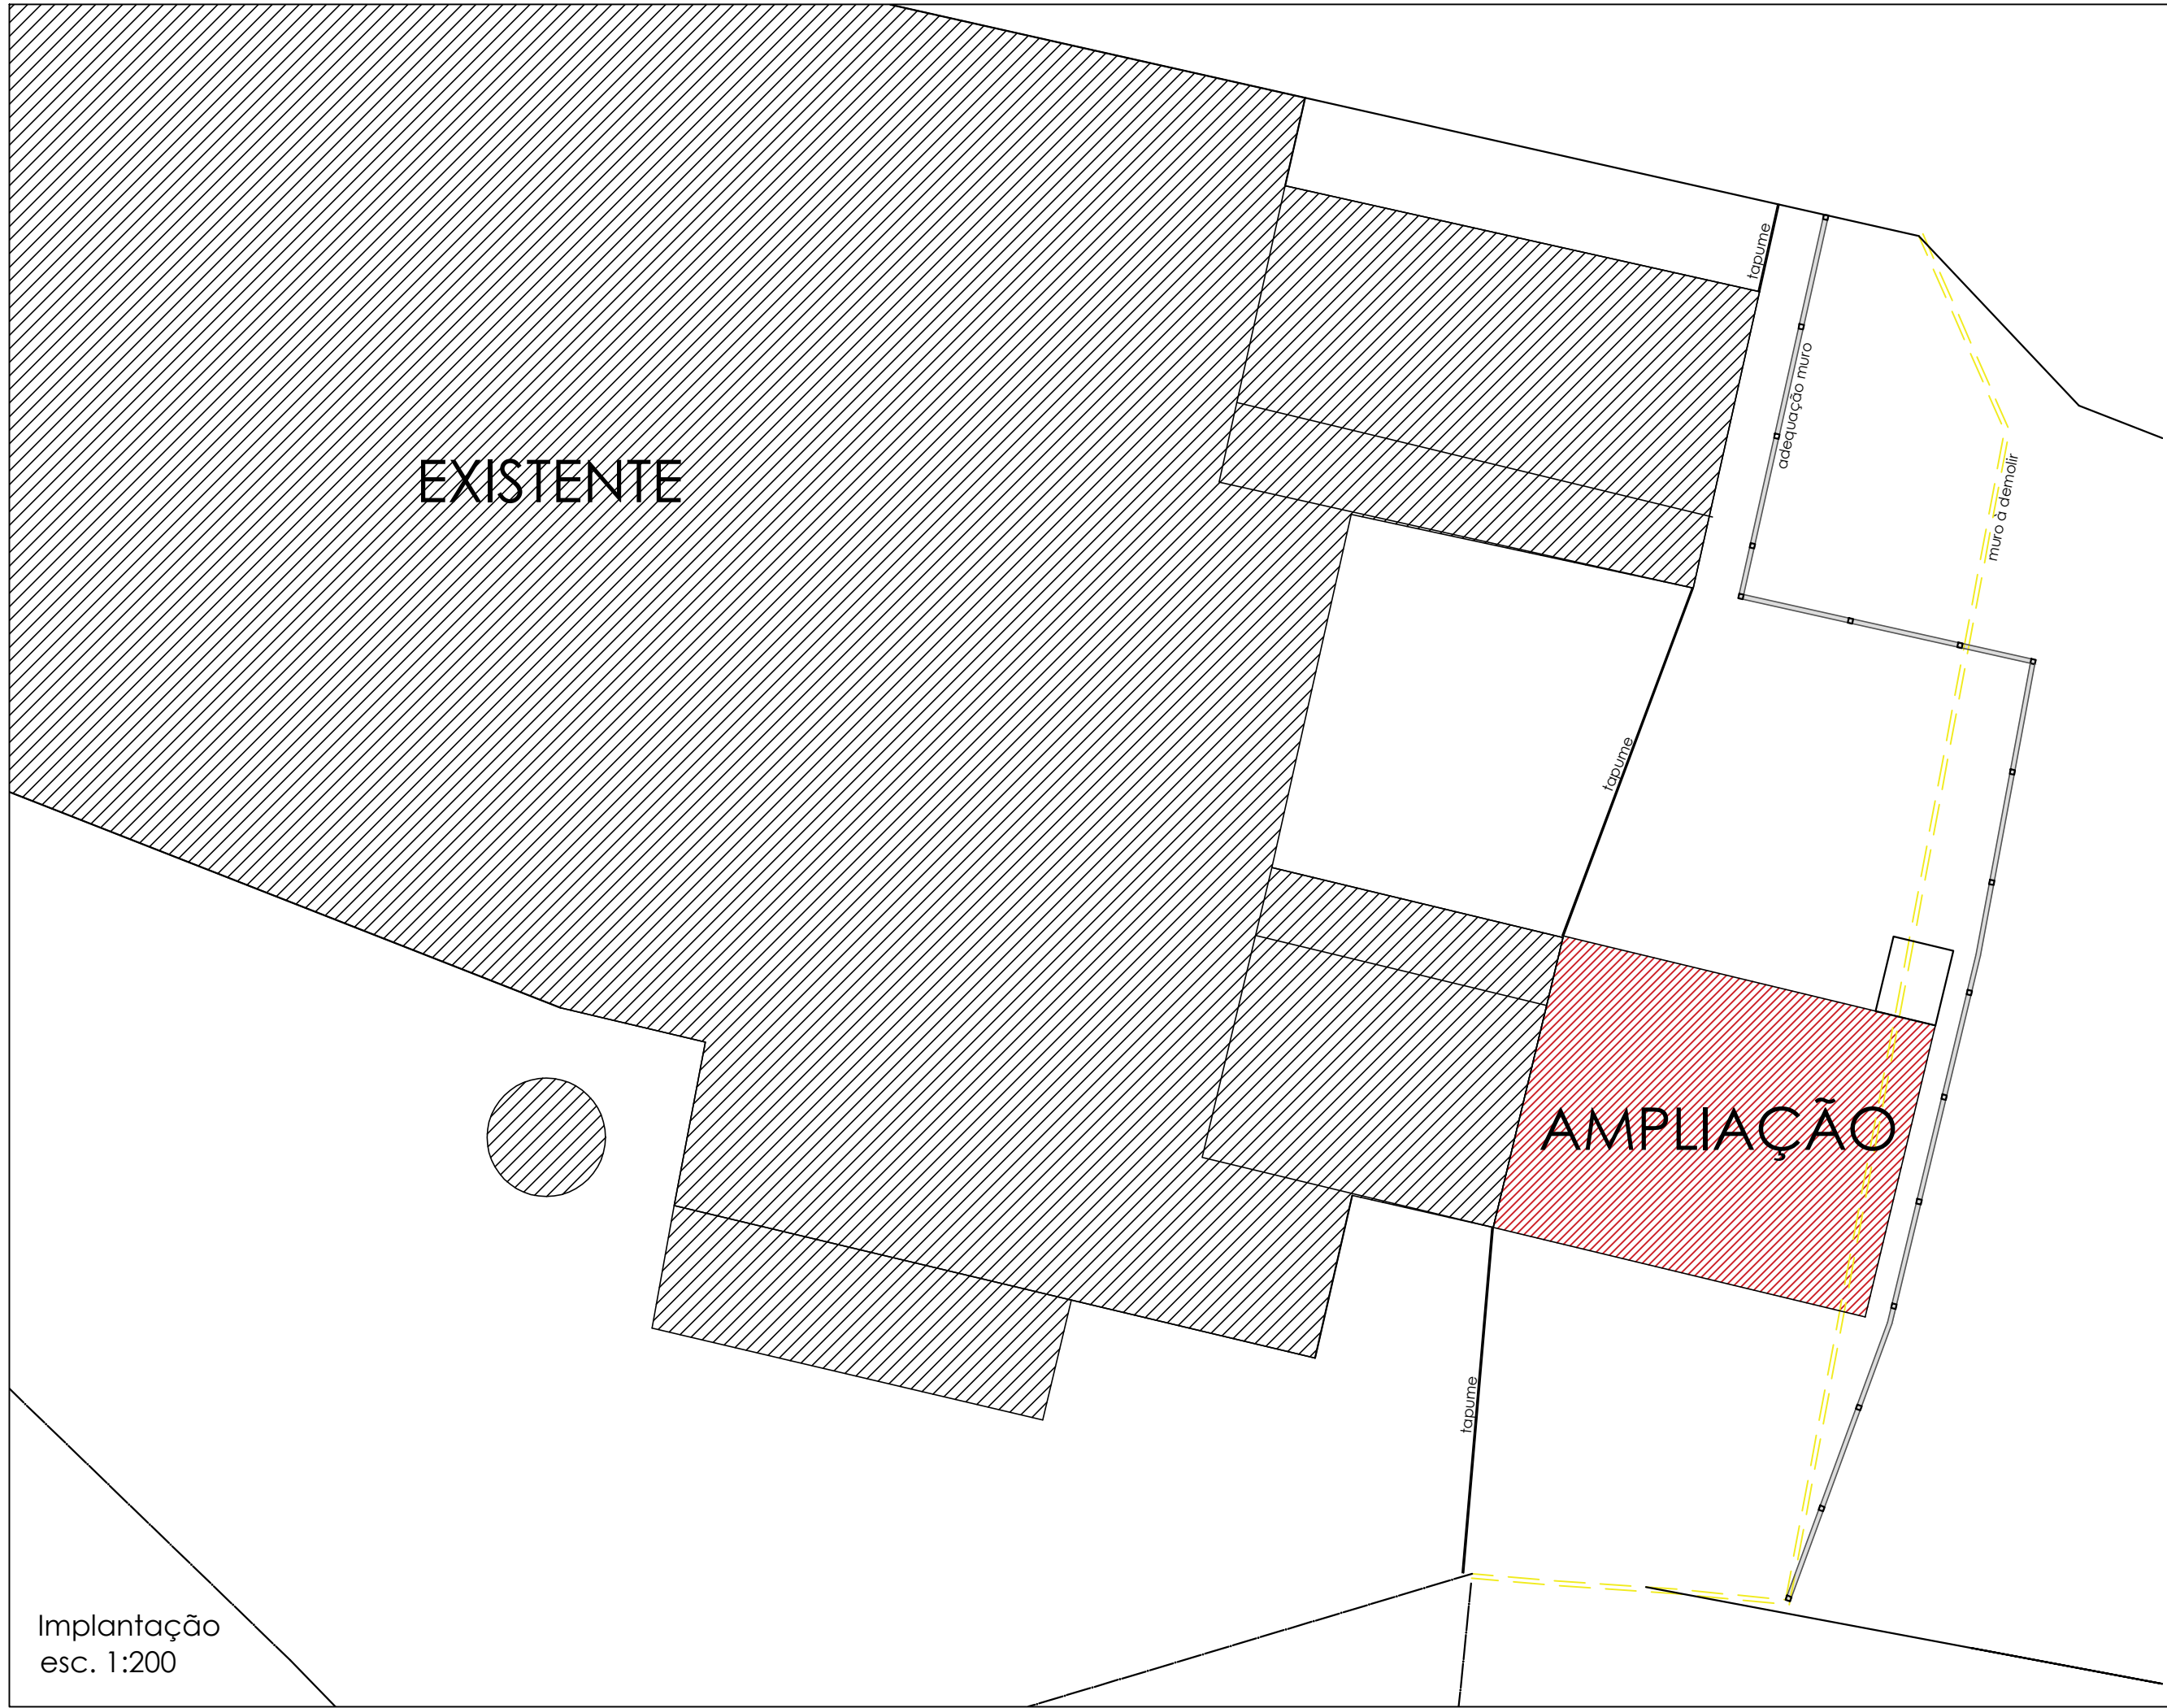 tapume
adequação muro
EXISTENTE
muro à demolir
tapume
AMPLIAÇÃO
tapume
Implantação
esc. 1:200